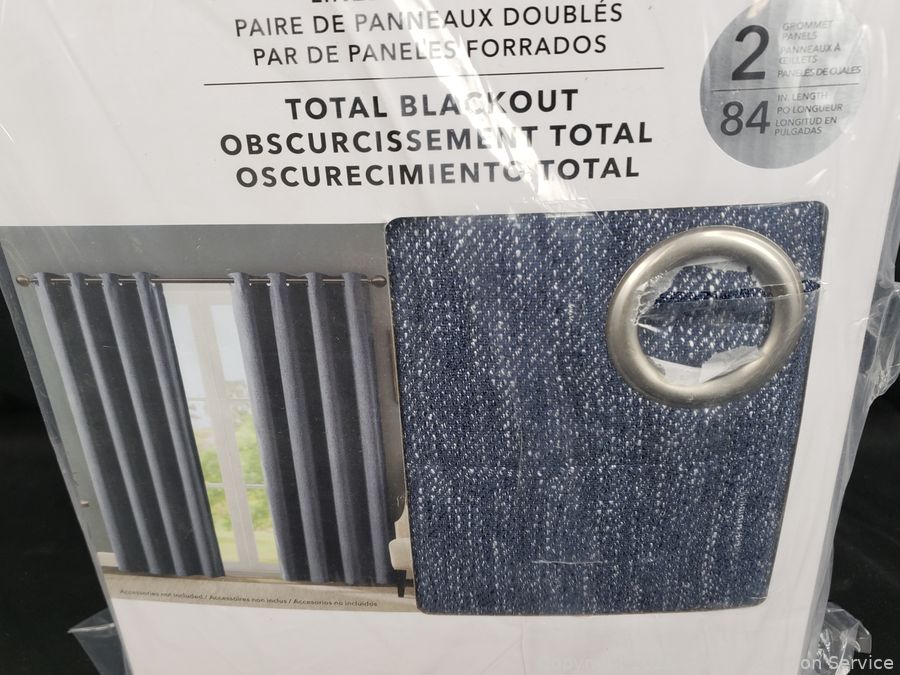 PAIRE DE PANNEAUX DOUBLÉS
PAR DE PANELES FORRADOS
TOTAL BLACKOUT
OBSCURCISSEMENT TOTAL
OSCURECIMIENTO TOTAL
2
GROMMET
PANELS
PANNEAUX À
ŒILLETS
PANELES DE OJALES
84
IN. LENGTH
PO LONGUEUR
LONGITUD EN
PULGADAS
Accessories not included / Accessoires non inclus / Accesorios no incluidos
Copyright Service